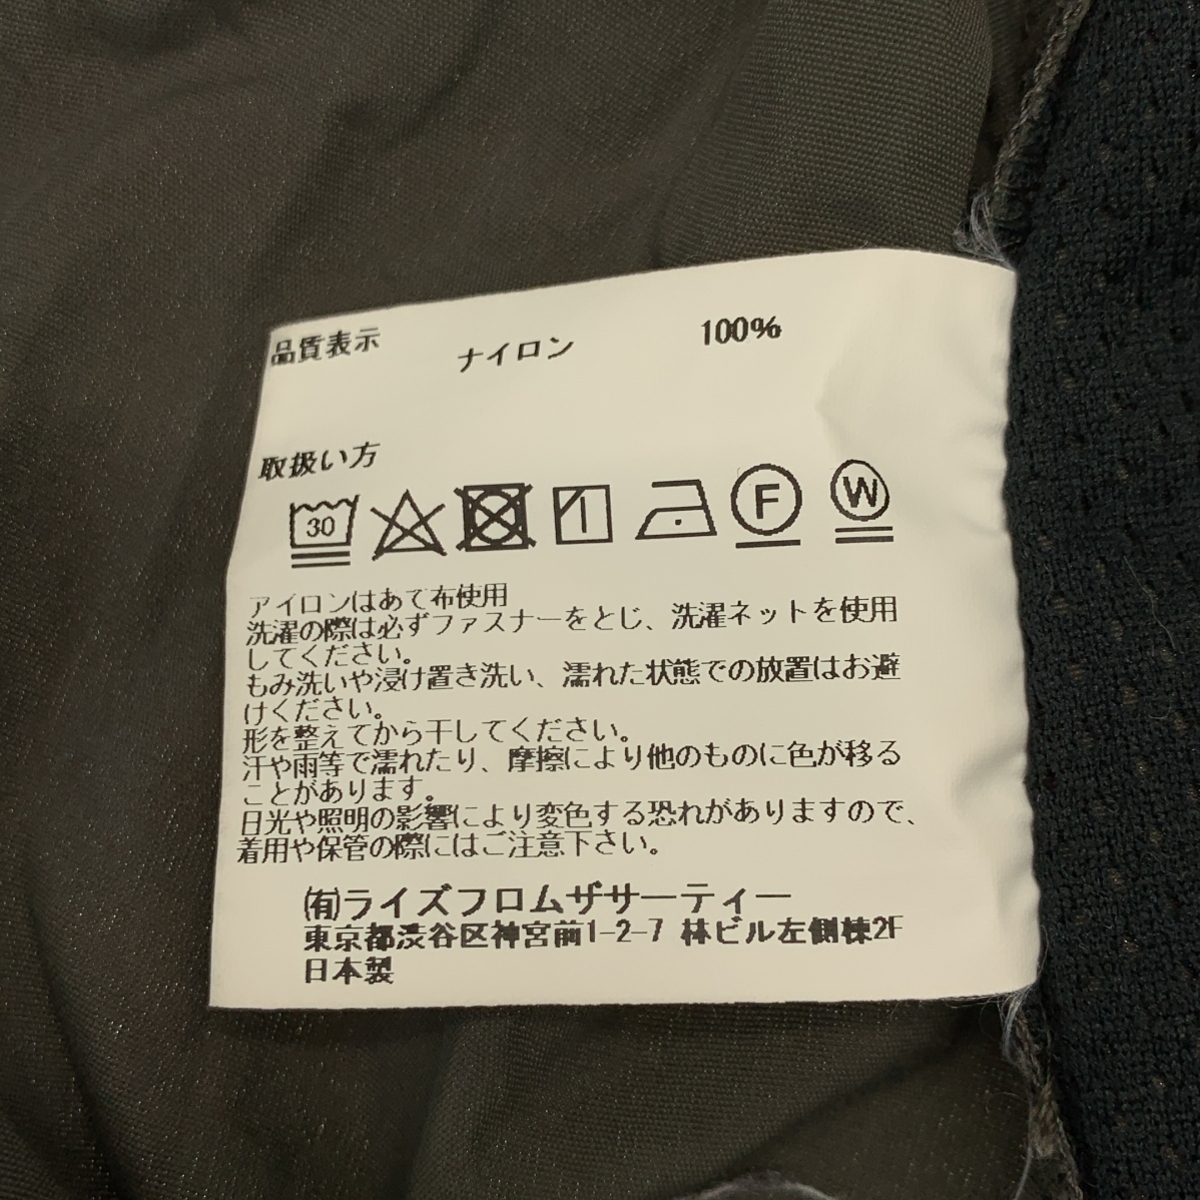 品質表示 ナイロン 100%
取扱い方
30 F W
アイロンはあて布使用
洗濯の際は必ずファスナーをとじ、洗濯ネットを使用
してください。
もみ洗いや浸け置き洗い、濡れた状態での放置はお避
けください。
形を整えてから干してください。
汗や雨等で濡れたり、摩擦により他のものに色が移る
ことがあります。
日光や照明の影響により変色する恐れがありますので、
着用や保管の際にはご注意下さい。
㈲ライズフロムザサーティー
東京都渋谷区神宮前1-2-7 林ビル左側棟2F
日本製